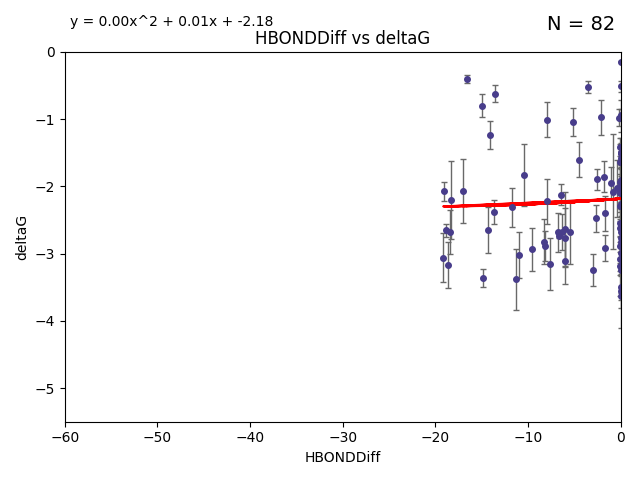 y = 0.00x^2 + 0.01x + -2.18
N = 82
HBONDDiff vs deltaG
0
−1
−2
−3
−4
−5
deltaG
−60
−50
−40
−30
−20
−10
0
HBONDDiff